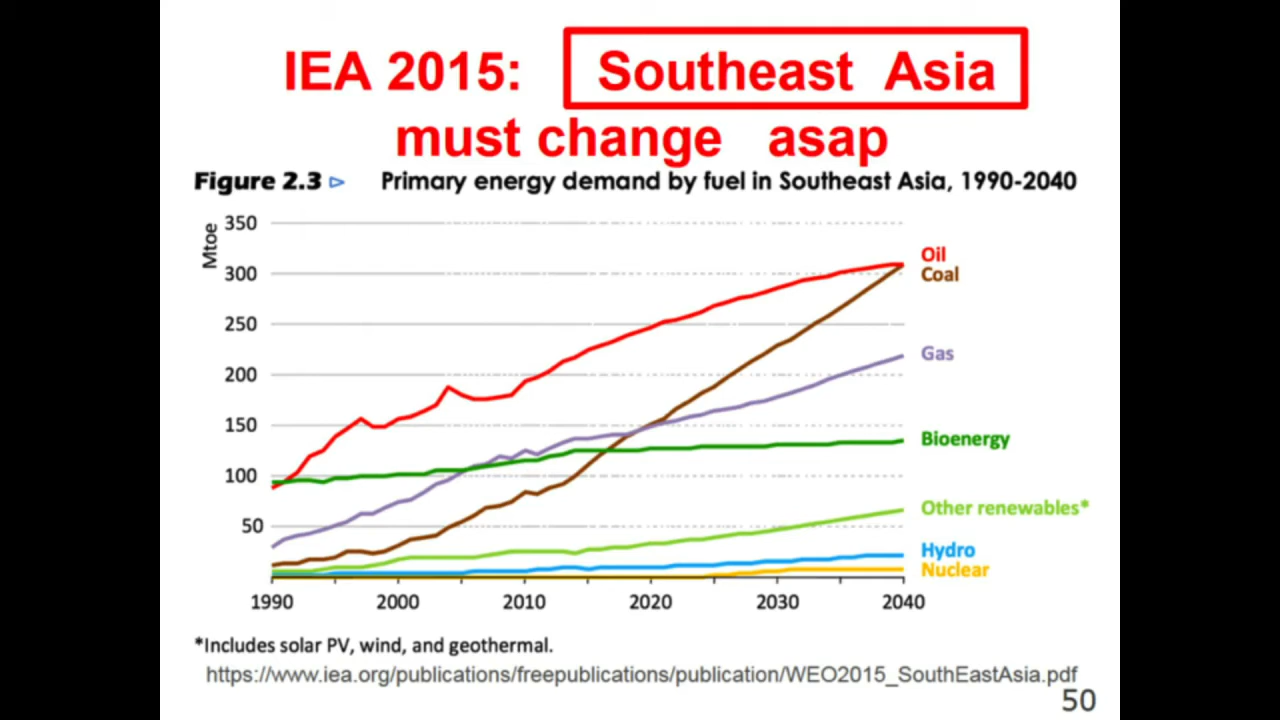 IEA 2015: Southeast Asia
must change asap
Figure 2.3 ▷ Primary energy demand by fuel in Southeast Asia, 1990-2040
Mtoe
350
300
250
200
150
100
50
Oil
Coal
Gas
Bioenergy
Other renewables*
Hydro
Nuclear
1990 2000 2010 2020 2030 2040
*Includes solar PV, wind, and geothermal.
https://www.iea.org/publications/freepublications/publication/WEO2015_SouthEastAsia.pdf
50